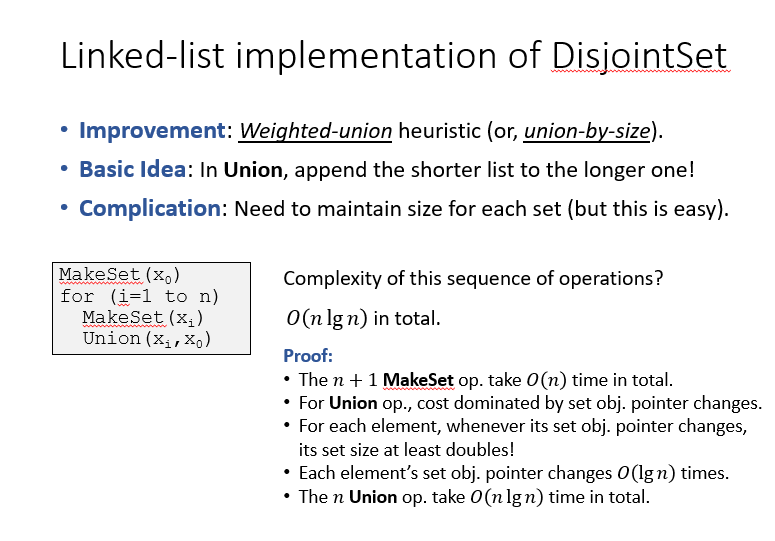 Linked-list implementation of DisjointSet
• Improvement: Weighted-union heuristic (or, union-by-size).
• Basic Idea: In Union, append the shorter list to the longer one!
• Complication: Need to maintain size for each set (but this is easy).
MakeSet(x₀)
for (i=1 to n)
MakeSet(xᵢ)
Union(xᵢ,x₀)
Complexity of this sequence of operations?
O(n lg n) in total.
Proof:
• The n + 1 MakeSet op. take O(n) time in total.
• For Union op., cost dominated by set obj. pointer changes.
• For each element, whenever its set obj. pointer changes,
its set size at least doubles!
• Each element's set obj. pointer changes O(lg n) times.
• The n Union op. take O(n lg n) time in total.